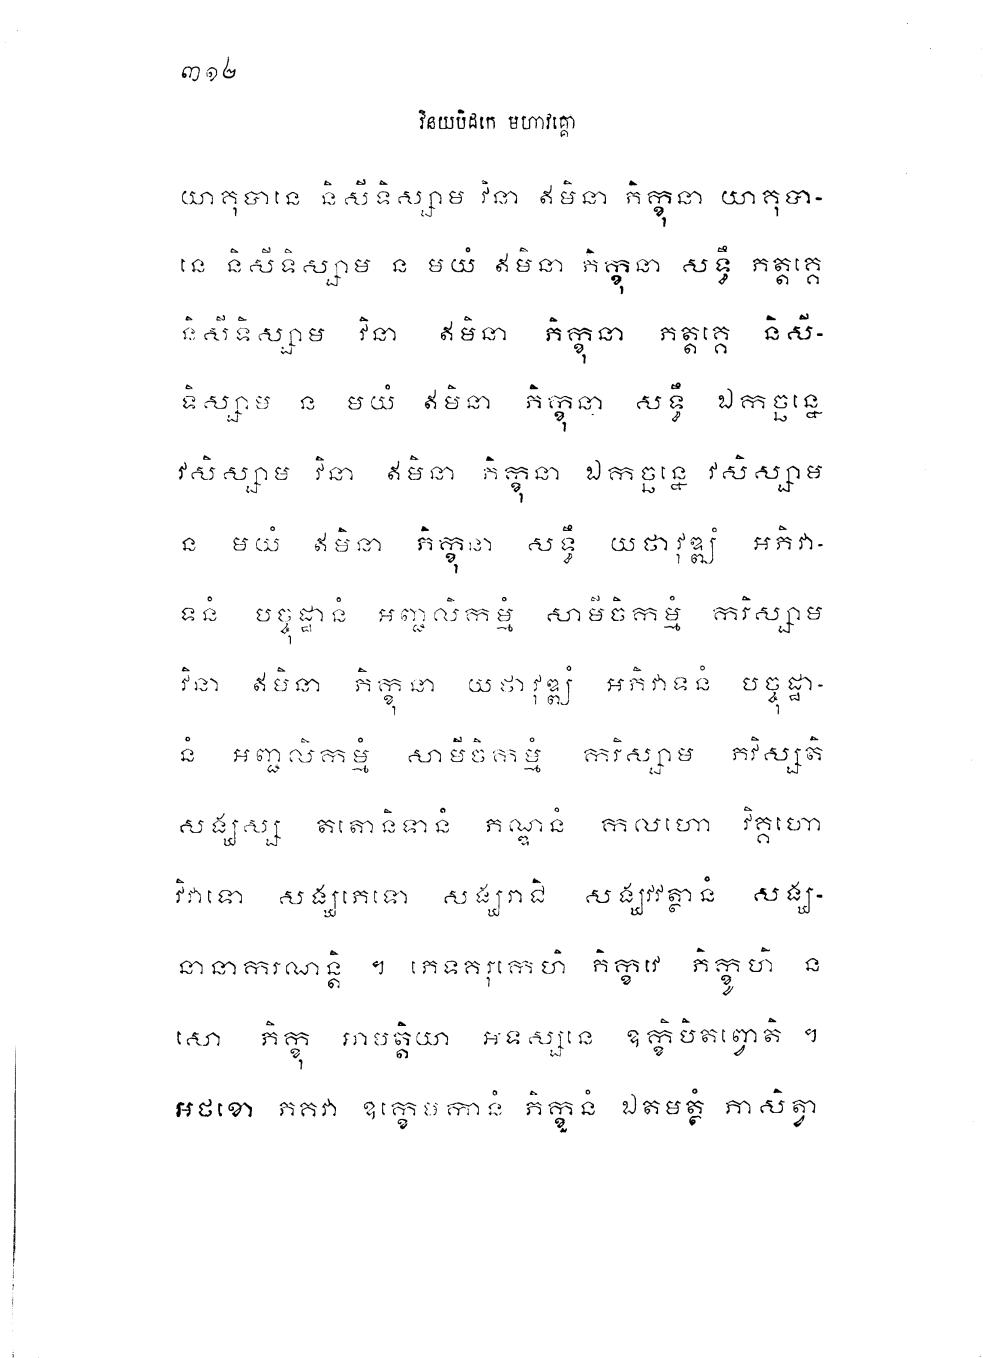 ៣១៤
វិនយបិដកេ មហាវគ្គោ
យាគុបានេ និសីទិស្សាម វិនា ឥមិនា ភិក្ខុនា យាគុបា-
នេ និសីទិស្សាម ន មយំ ឥមិនា ភិក្ខុនា សទ្ធឹ ភត្តគ្គេ
និសីទិស្សាម វិនា ឥមិនា ភិក្ខុនា ភត្តគ្គេ និសី-
ទិស្សាម ន មយំ ឥមិនា ភិក្ខុនា សទ្ធឹ ឯកច្ឆន្នេ
វសិស្សាម វិនា ឥមិនា ភិក្ខុនា ឯកច្ឆន្នេ វសិស្សាម
ន មយំ ឥមិនា ភិក្ខុនា សទ្ធឹ យថាវុឌ្ឍំ អភិវា-
ទនំ បច្ចុដ្ឋានំ អញ្ជលិកម្មំ សាមីចិកម្មំ ករិស្សាម
វិនា ឥមិនា ភិក្ខុនា យថាវុឌ្ឍំ អភិវាទនំ បច្ចុដ្ឋា-
នំ អញ្ជលិកម្មំ សាមីចិកម្មំ ករិស្សាម ភវិស្សតិ
សង្ឃស្ស តតោនិទានំ ភណ្ឌនំ កលហោ វិគ្គហោ
វិវាទោ សង្ឃភេទោ សង្ឃរាជិ សង្ឃវវត្ថានំ សង្ឃ-
នានាករណន្តិ ។ ភេទគរុកេហិ ភិក្ខវេ ភិក្ខូហិ ន
សោ ភិក្ខុ អាបត្តិយា អទស្សនេ ឧក្ខិបិតព្វោតិ ។
អថខោ ភគវា ឧក្ខេបកានំ ភិក្ខូនំ ឯតមត្ថំ ភាសិត្វា